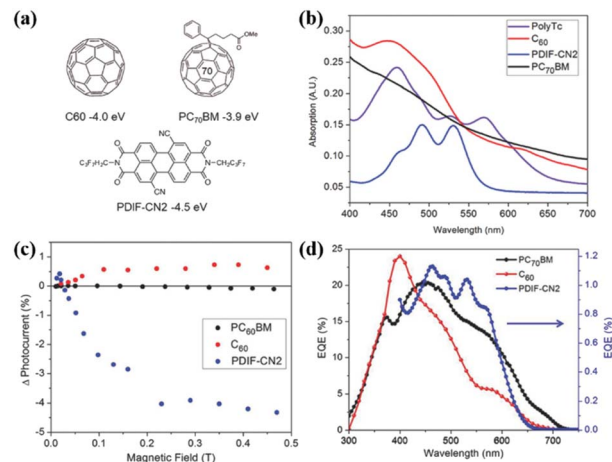 (a)
OMe
O
70
C60 -4.0 eV
PC70BM -3.9 eV
CN
O
O
C3F7H2C
N
N
CH2C3F7
O
O
CN
PDIF-CN2 -4.5 eV
(b)
Absorption (A.U.)
0.30
0.25
0.20
0.15
0.10
0.05
PolyTc
C60
PDIF-CN2
PC70BM
400 450 500 550 600 650 700
Wavelength (nm)
(c)
Δ Photocurrent (%)
1
0
-1
-2
-3
-4
-5
PC60BM
C60
PDIF-CN2
0.0 0.1 0.2 0.3 0.4 0.5
Magnetic Field (T)
(d)
EQE (%)
25
20
15
10
5
0
PC70BM
C60
PDIF-CN2
1.2
1.0
0.8
0.6
0.4
0.2
0.0
EQE (%)
300 400 500 600 700
Wavelength (nm)